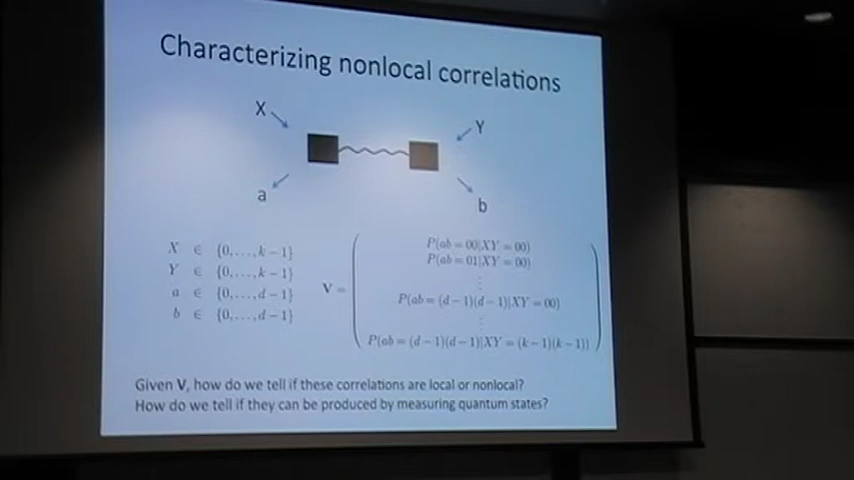 Characterizing nonlocal correlations
X
Y
a
b
X ∈ {0,...,k−1}
Y ∈ {0,...,k−1}
a ∈ {0,...,d−1}
b ∈ {0,...,d−1}
V =
P(ab = 00|XY = 00)
P(ab = 01|XY = 00)
⋮
P(ab = (d−1)(d−1)|XY = 00)
⋮
P(ab = (d−1)(d−1)|XY = (k−1)(k−1))
Given V, how do we tell if these correlations are local or nonlocal?
How do we tell if they can be produced by measuring quantum states?